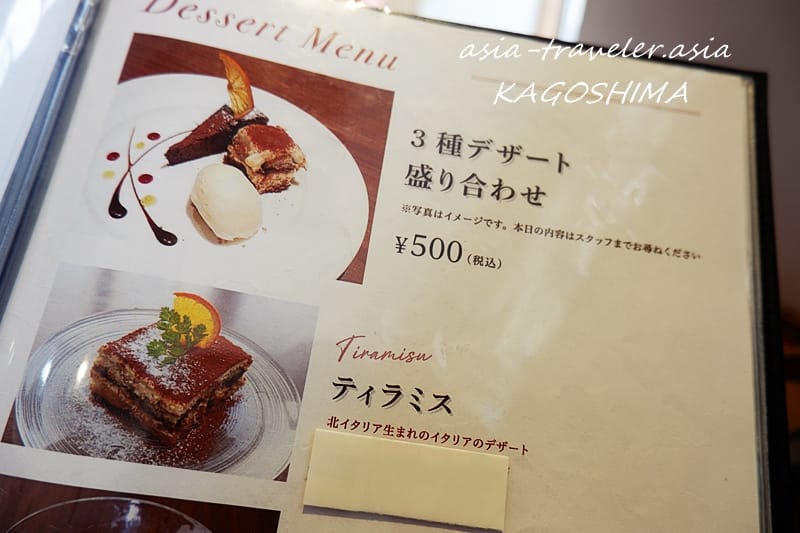 Dessert Menu
asia-traveler.asia
KAGOSHIMA
3種デザート
盛り合わせ
※写真はイメージです。本日の内容はスタッフまでお尋ねください
¥500(税込)
Tiramisu
ティラミス
北イタリア生まれのイタリアのデザート